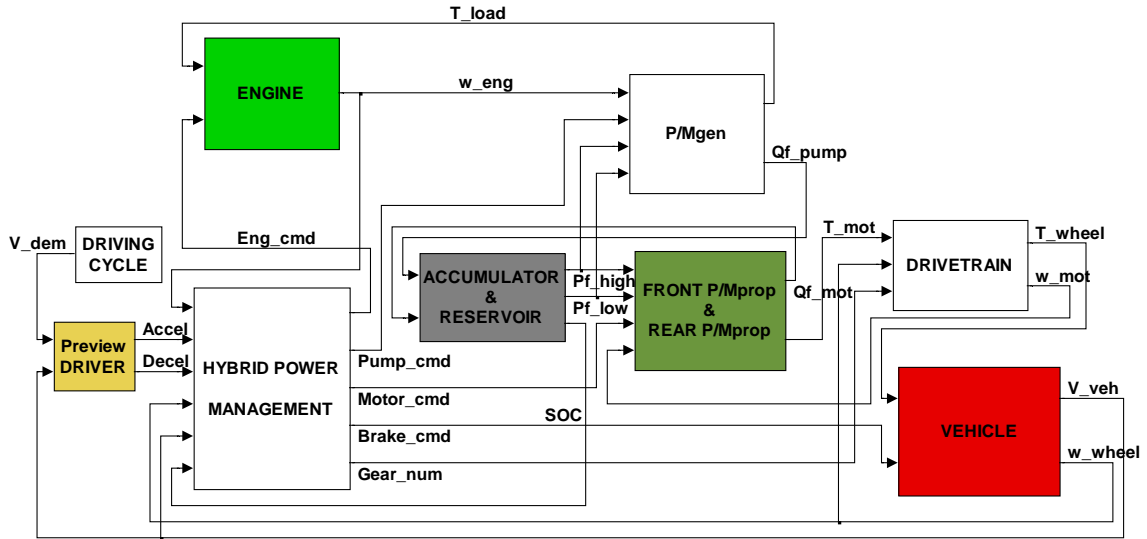 T_load
ENGINE
w_eng
P/Mgen
Qf_pump
V_dem
DRIVING
CYCLE
Eng_cmd
T_mot
T_wheel
DRIVETRAIN
w_mot
ACCUMULATOR
&
RESERVOIR
Pf_high
Pf_low
FRONT P/Mprop
&
REAR P/Mprop
Qf_mot
Preview
DRIVER
Accel
Decel
HYBRID POWER
MANAGEMENT
Pump_cmd
Motor_cmd
SOC
Brake_cmd
Gear_num
VEHICLE
V_veh
w_wheel